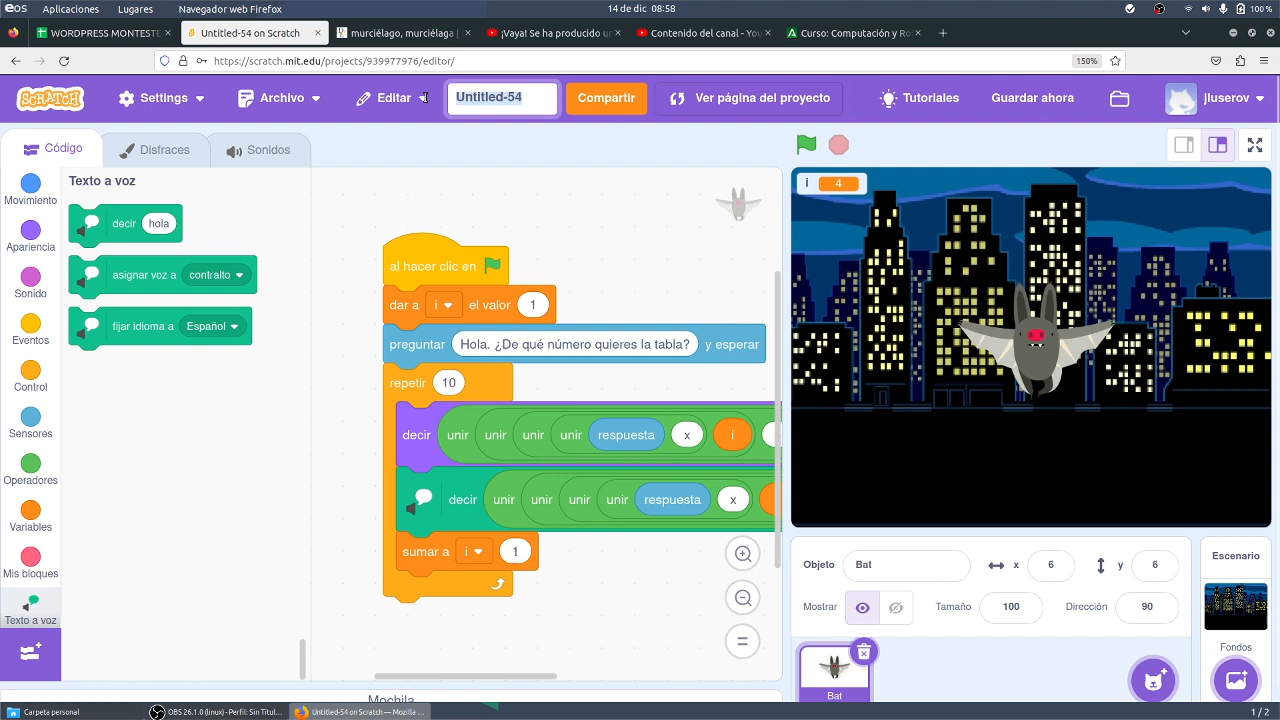 eos Aplicaciones Lugares Navegador web Firefox 14 de dic 08:58 100 %
WORDPRESS MONTEST Untitled-54 on Scratch murciélago, murciélaga ¡Vaya! Se ha producido un Contenido del canal - You Curso: Computación y Ro
https://scratch.mit.edu/projects/939977976/editor/ 150%
SCRATCH Settings Archivo Editar Untitled-54 Compartir Ver página del proyecto Tutoriales Guardar ahora jluserov
Código Disfraces Sonidos
Movimiento
Apariencia
Sonido
Eventos
Control
Sensores
Operadores
Variables
Mis bloques
Texto a voz
Texto a voz
decir hola
asignar voz a contralto
fijar idioma a Español
al hacer clic en
dar a i el valor 1
preguntar Hola. ¿De qué número quieres la tabla? y esperar
repetir 10
decir unir unir unir unir respuesta x i
decir unir unir unir unir respuesta x
sumar a i 1
Mochila
i 4
Objeto Bat x 6 y 6
Mostrar Tamaño 100 Dirección 90
Bat
Escenario
Fondos
Carpeta personal OBS 26.1.0 (linux) - Perfil: Sin Titul... Untitled-54 on Scratch — Mozilla ... 1 / 2